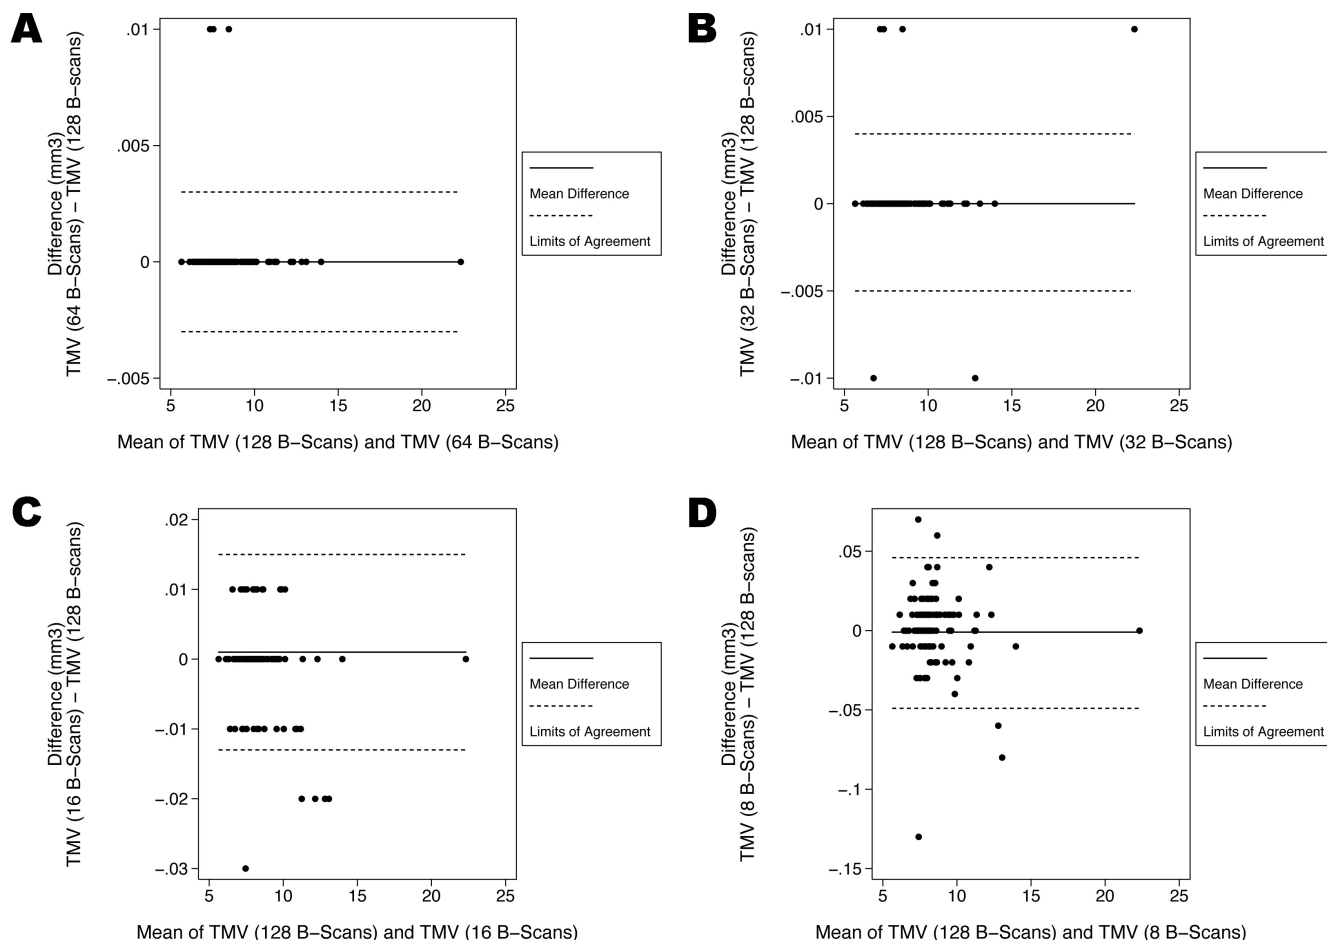 A
Difference (mm3)
TMV (64 B−Scans) − TMV (128 B−scans)
.01
.005
0
−.005
5 10 15 20 25
Mean of TMV (128 B−Scans) and TMV (64 B−Scans)
Mean Difference
Limits of Agreement
B
Difference (mm3)
TMV (32 B−Scans) − TMV (128 B−scans)
.01
.005
0
−.005
−.01
5 10 15 20 25
Mean of TMV (128 B−Scans) and TMV (32 B−Scans)
Mean Difference
Limits of Agreement
C
Difference (mm3)
TMV (16 B−Scans) − TMV (128 B−scans)
.02
.01
0
−.01
−.02
−.03
5 10 15 20 25
Mean of TMV (128 B−Scans) and TMV (16 B−Scans)
Mean Difference
Limits of Agreement
D
Difference (mm3)
TMV (8 B−Scans) − TMV (128 B−scans)
.05
0
−.05
−.1
−.15
5 10 15 20 25
Mean of TMV (128 B−Scans) and TMV (8 B−Scans)
Mean Difference
Limits of Agreement